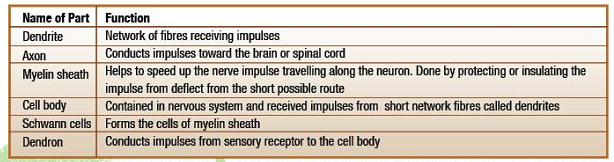 Name of Part Function
Dendrite Network of fibres receiving impulses
Axon Conducts impulses toward the brain or spinal cord
Myelin sheath Helps to speed up the nerve impulse travelling along the neuron. Done by protecting or insulating the
impulse from deflect from the short possible route
Cell body Contained in nervous system and received impulses from short network fibres called dendrites
Schwann cells Forms the cells of myelin sheath
Dendron Conducts impulses from sensory receptor to the cell body